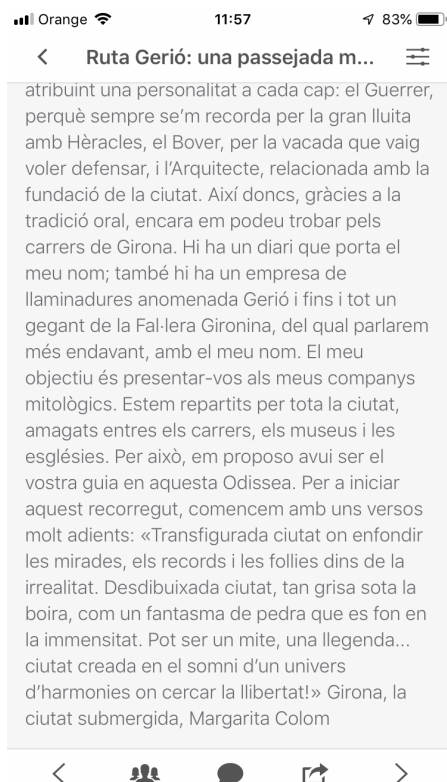 Orange 11:57 83%
Ruta Gerió: una passejada m...
atribuint una personalitat a cada cap: el Guerrer,
perquè sempre se'm recorda per la gran lluita
amb Hèracles, el Bover, per la vacada que vaig
voler defensar, i l'Arquitecte, relacionada amb la
fundació de la ciutat. Així doncs, gràcies a la
tradició oral, encara em podeu trobar pels
carrers de Girona. Hi ha un diari que porta el
meu nom; també hi ha un empresa de
llaminadures anomenada Gerió i fins i tot un
gegant de la Fal·lera Gironina, del qual parlarem
més endavant, amb el meu nom. El meu
objectiu és presentar-vos als meus companys
mitològics. Estem repartits per tota la ciutat,
amagats entres els carrers, els museus i les
esglésies. Per això, em proposo avui ser el
vostra guia en aquesta Odissea. Per a iniciar
aquest recorregut, comencem amb uns versos
molt adients: «Transfigurada ciutat on enfondir
les mirades, els records i les follies dins de la
irrealitat. Desdibuixada ciutat, tan grisa sota la
boira, com un fantasma de pedra que es fon en
la immensitat. Pot ser un mite, una llegenda...
ciutat creada en el somni d'un univers
d'harmonies on cercar la llibertat!» Girona, la
ciutat submergida, Margarita Colom